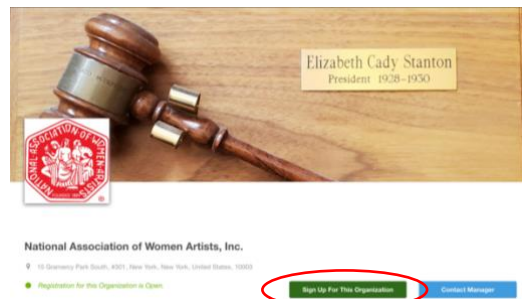 Elizabeth Cady Stanton
President 1928-1930
NATIONAL ASSOCIATION OF WOMEN ARTISTS
National Association of Women Artists, Inc.
15 Gramercy Park South, #301, New York, New York, United States, 10003
Registration for this Organization is Open
Sign Up For This Organization
Contact Manager